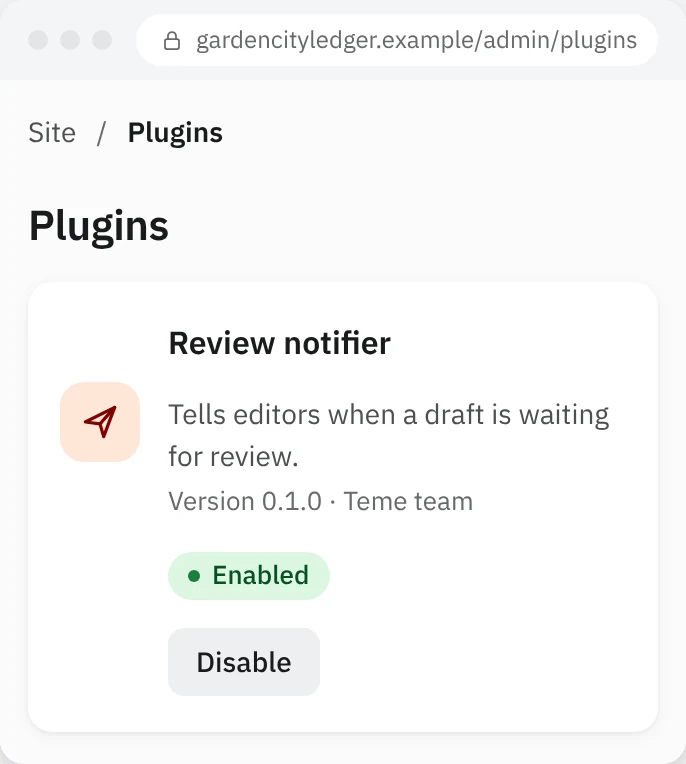 gardencityledger.example/admin/plugins
Site / Plugins
Plugins
Review notifier
Tells editors when a draft is waiting
for review.
Version 0.1.0 · Teme team
Enabled
Disable